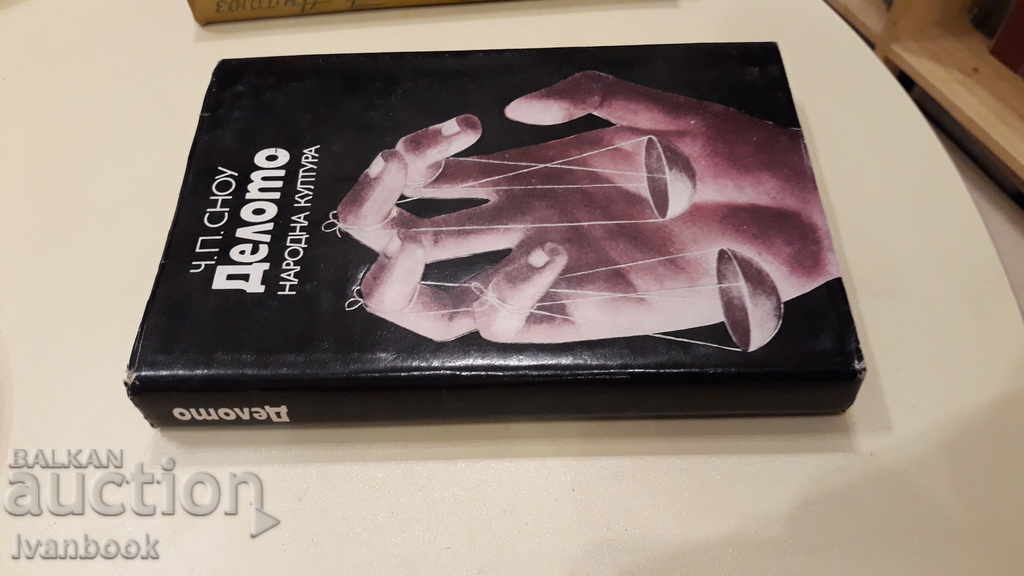 Ч.П. СНОУ
Делото
НАРОДНА КУЛТУРА
Делото
BALKAN
auction
Ivanbook